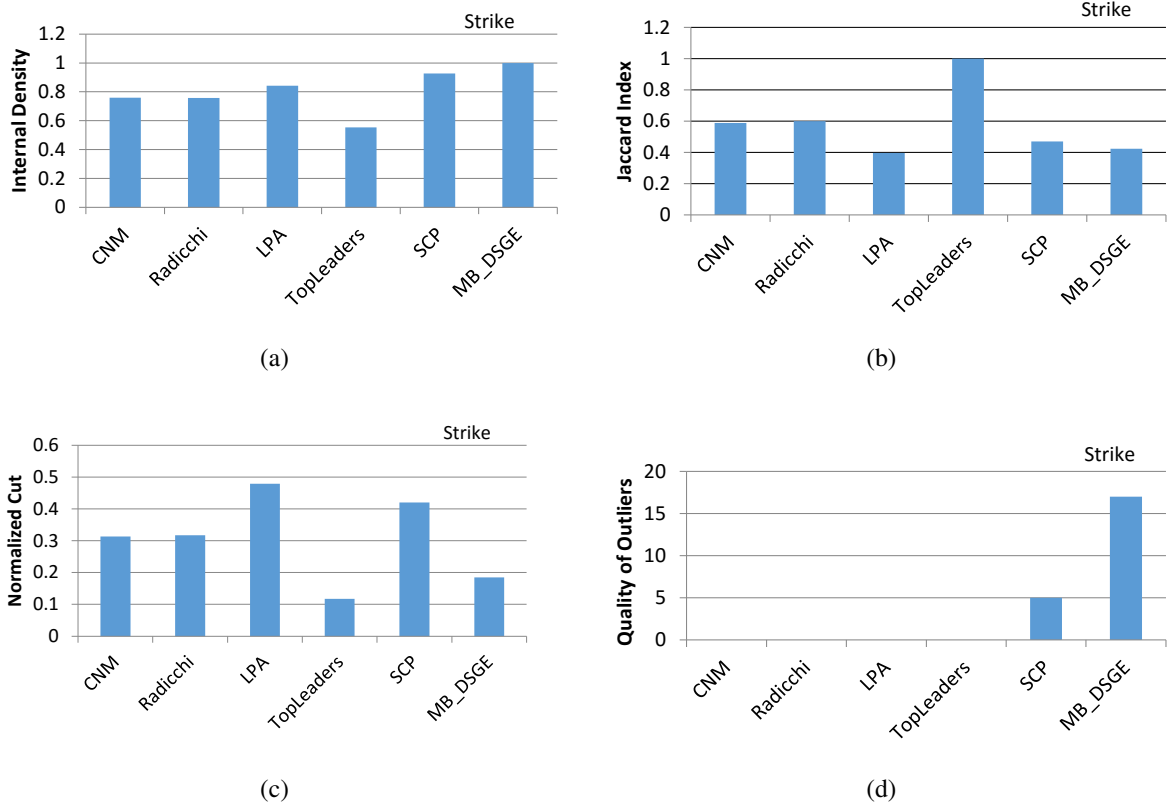 Strike
1.2
1
0.8
0.6
0.4
0.2
0
Internal Density
CNM
Radicchi
LPA
TopLeaders
SCP
MB_DSGE
(a)
Strike
1.2
1
0.8
0.6
0.4
0.2
0
Jaccard Index
CNM
Radicchi
LPA
TopLeaders
SCP
MB_DSGE
(b)
Strike
0.6
0.5
0.4
0.3
0.2
0.1
0
Normalized Cut
CNM
Radicchi
LPA
TopLeaders
SCP
MB_DSGE
(c)
Strike
20
15
10
5
0
Quality of Outliers
CNM
Radicchi
LPA
TopLeaders
SCP
MB_DSGE
(d)